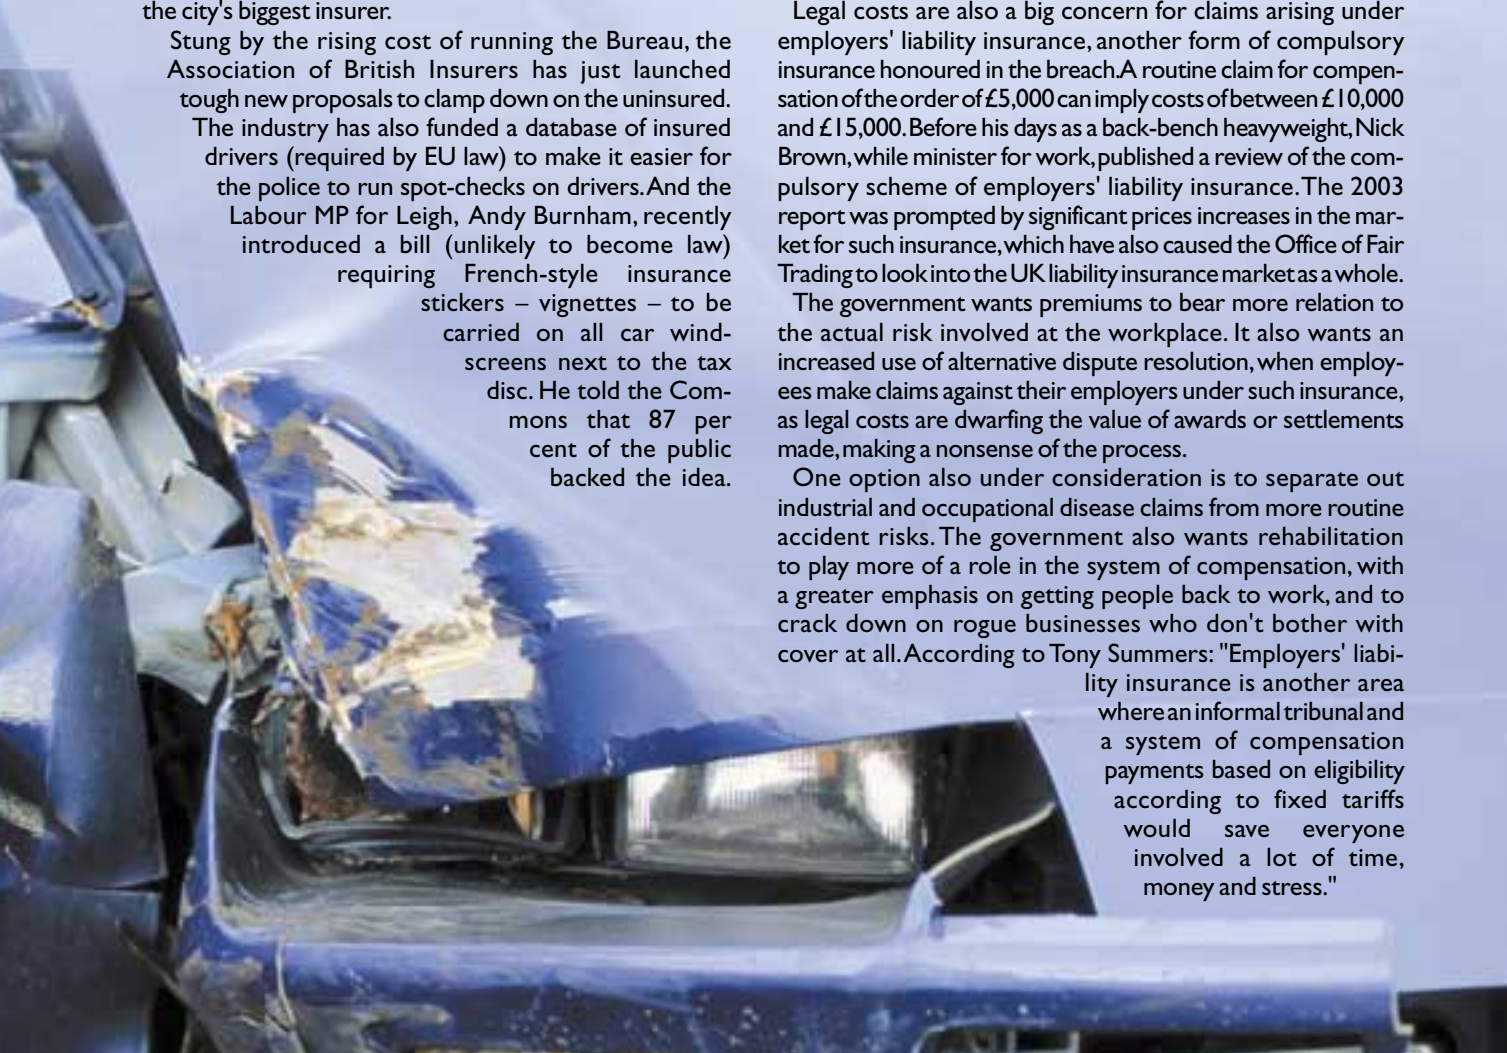 the city's biggest insurer.
Stung by the rising cost of running the Bureau, the
Association of British Insurers has just launched
tough new proposals to clamp down on the uninsured.
The industry has also funded a database of insured
drivers (required by EU law) to make it easier for
the police to run spot-checks on drivers. And the
Labour MP for Leigh, Andy Burnham, recently
introduced a bill (unlikely to become law)
requiring French-style insurance
stickers – vignettes – to be
carried on all car wind-
screens next to the tax
disc. He told the Com-
mons that 87 per
cent of the public
backed the idea.
Legal costs are also a big concern for claims arising under
employers' liability insurance, another form of compulsory
insurance honoured in the breach. A routine claim for compen-
sation of the order of £5,000 can imply costs of between £10,000
and £15,000. Before his days as a back-bench heavyweight, Nick
Brown, while minister for work, published a review of the com-
pulsory scheme of employers' liability insurance. The 2003
report was prompted by significant prices increases in the mar-
ket for such insurance, which have also caused the Office of Fair
Trading to look into the UK liability insurance market as a whole.
The government wants premiums to bear more relation to
the actual risk involved at the workplace. It also wants an
increased use of alternative dispute resolution, when employ-
ees make claims against their employers under such insurance,
as legal costs are dwarfing the value of awards or settlements
made, making a nonsense of the process.
One option also under consideration is to separate out
industrial and occupational disease claims from more routine
accident risks. The government also wants rehabilitation
to play more of a role in the system of compensation, with
a greater emphasis on getting people back to work, and to
crack down on rogue businesses who don't bother with
cover at all. According to Tony Summers: "Employers' liabi-
lity insurance is another area
where an informal tribunal and
a system of compensation
payments based on eligibility
according to fixed tariffs
would save everyone
involved a lot of time,
money and stress."